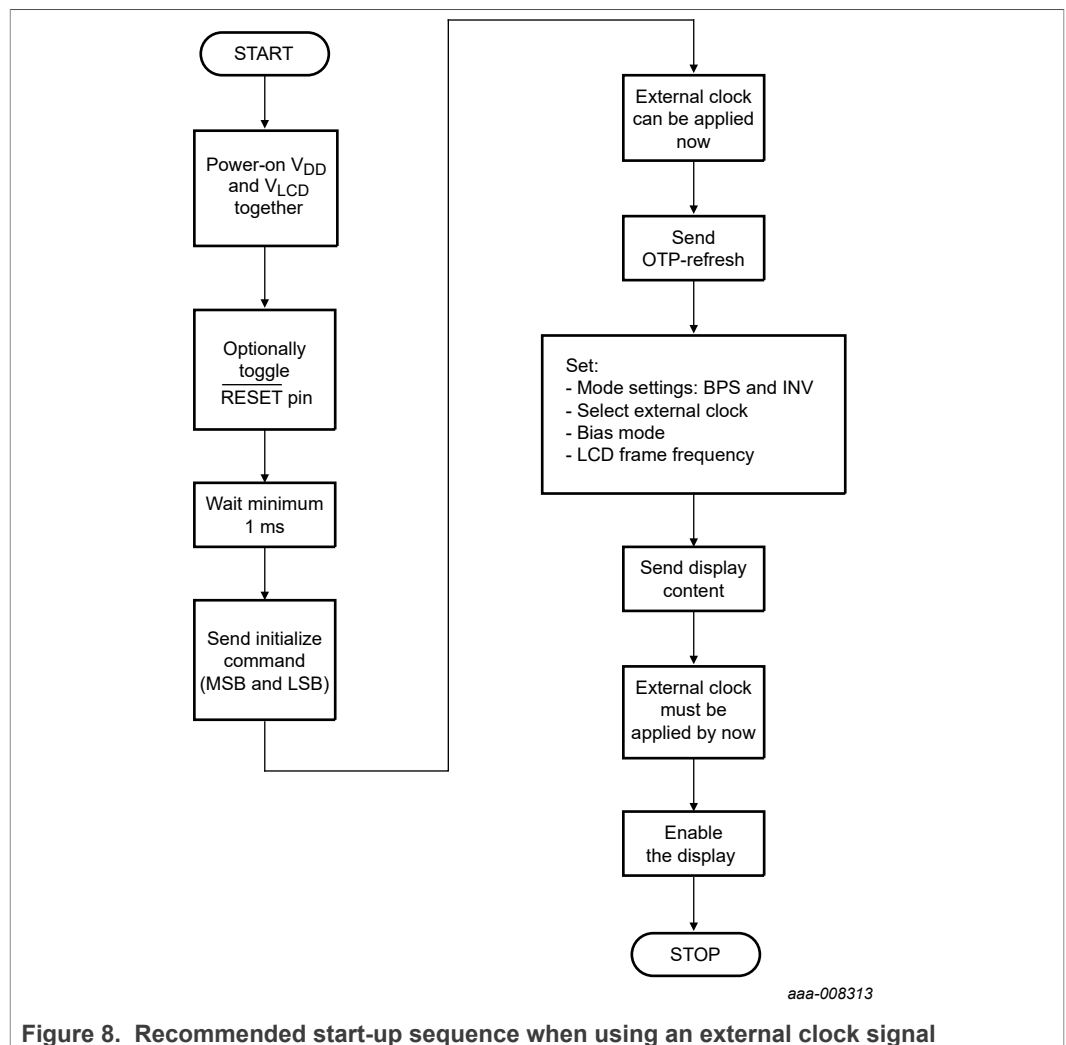 START
Power-on VDD
and VLCD
together
Optionally
toggle
RESET pin
Wait minimum
1 ms
Send initialize
command
(MSB and LSB)
External clock
can be applied
now
Send
OTP-refresh
Set:
- Mode settings: BPS and INV
- Select external clock
- Bias mode
- LCD frame frequency
Send display
content
External clock
must be
applied by now
Enable
the display
STOP
aaa-008313
Figure 8. Recommended start-up sequence when using an external clock signal